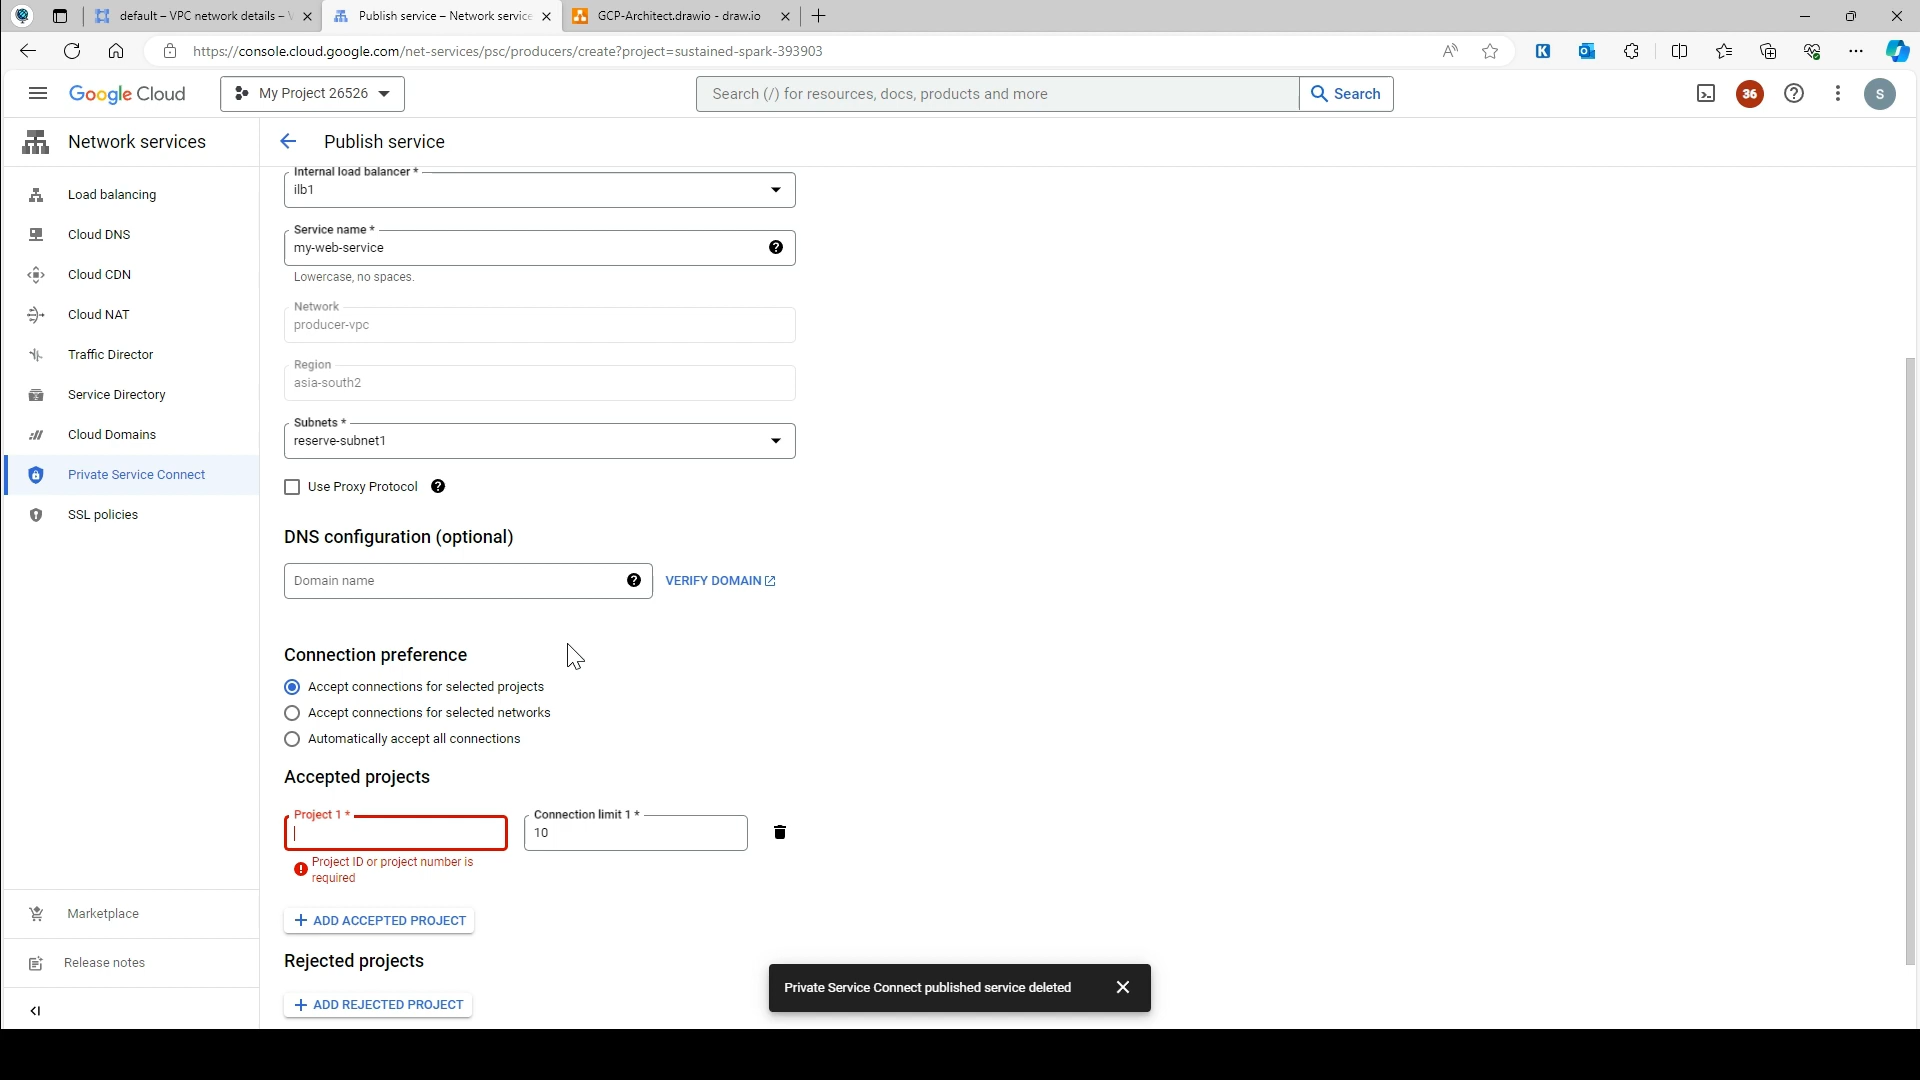 default – VPC network details – V
Publish service – Network service
GCP-Architect.drawio - draw.io
https://console.cloud.google.com/net-services/psc/producers/create?project=sustained-spark-393903
Google Cloud
My Project 26526
Search (/) for resources, docs, products and more
Search
36
S
Network services
Publish service
Load balancing
Cloud DNS
Cloud CDN
Cloud NAT
Traffic Director
Service Directory
Cloud Domains
Private Service Connect
SSL policies
Marketplace
Release notes
Internal load balancer *
ilb1
Service name *
my-web-service
Lowercase, no spaces.
Network
producer-vpc
Region
asia-south2
Subnets *
reserve-subnet1
Use Proxy Protocol
DNS configuration (optional)
Domain name
VERIFY DOMAIN
Connection preference
Accept connections for selected projects
Accept connections for selected networks
Automatically accept all connections
Accepted projects
Project 1 *
Connection limit 1 *
10
Project ID or project number is
required
+ ADD ACCEPTED PROJECT
Rejected projects
+ ADD REJECTED PROJECT
Private Service Connect published service deleted